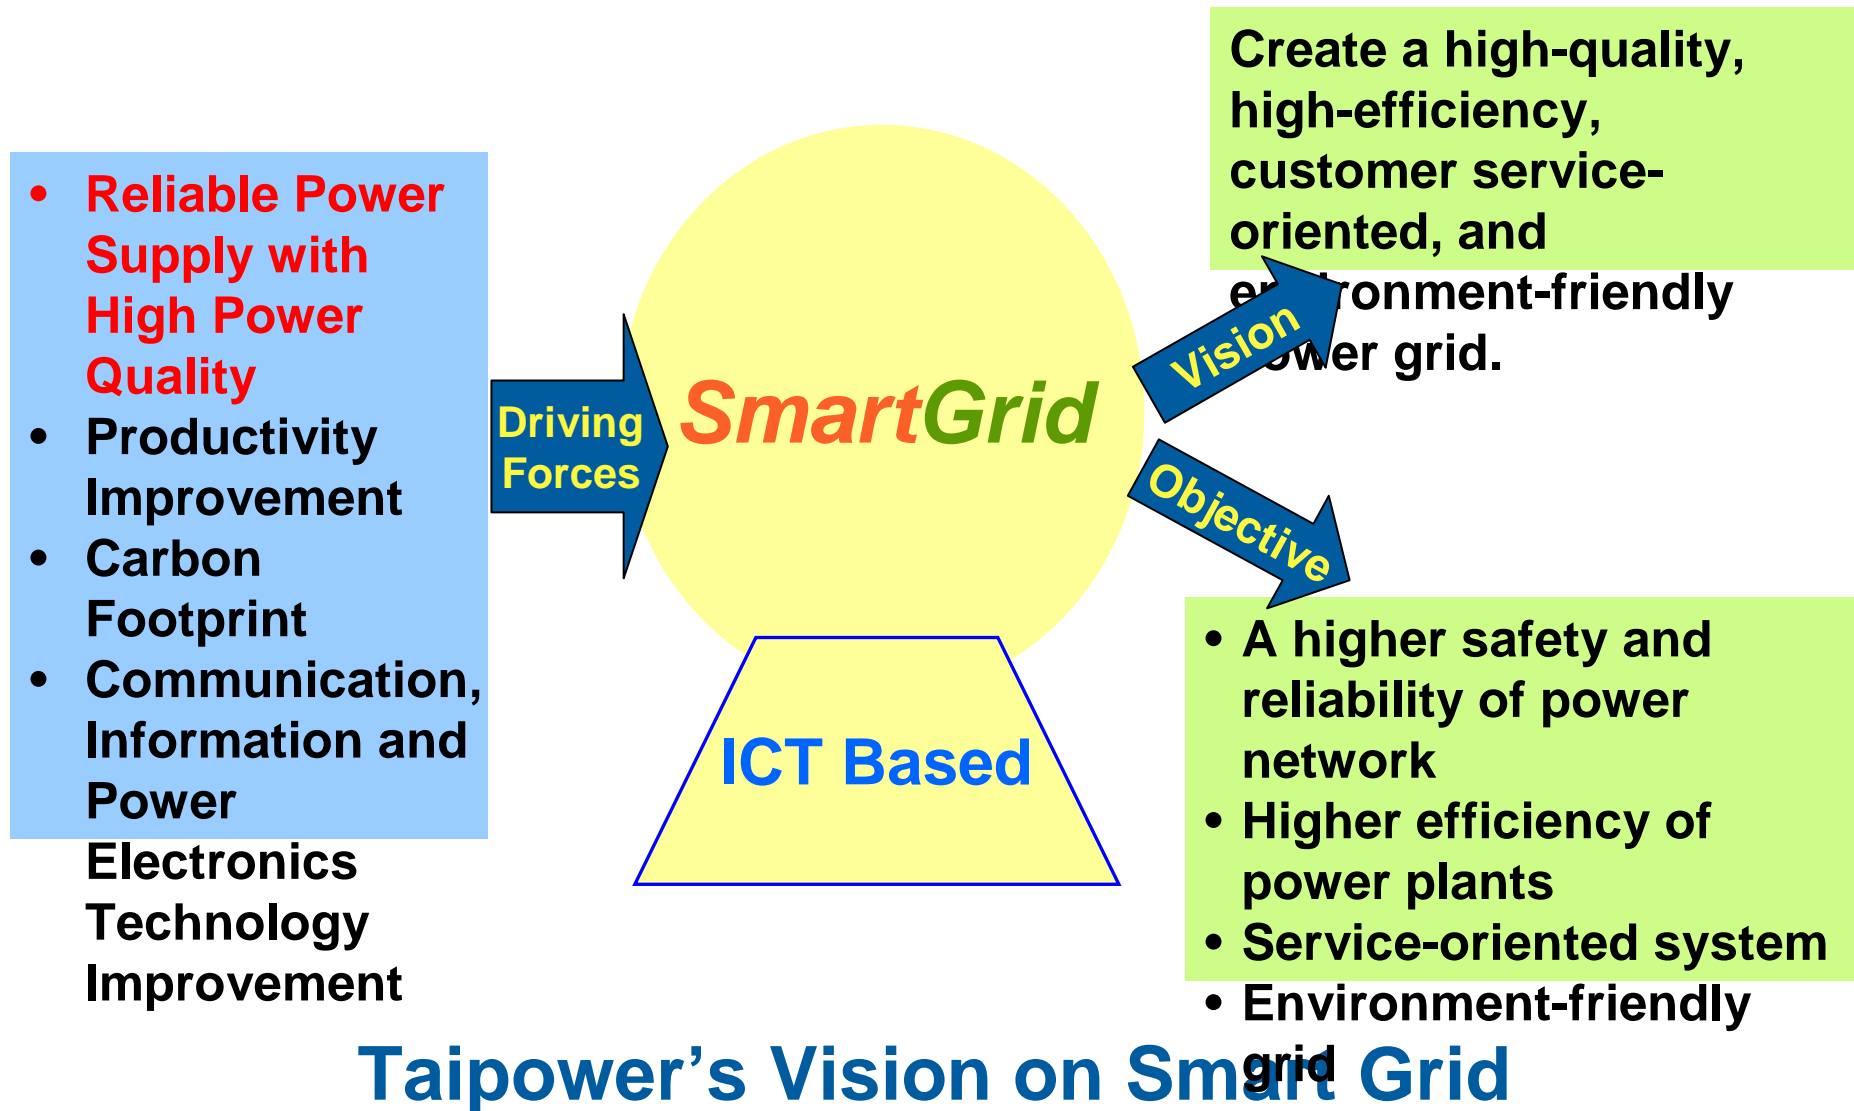 • Reliable Power
Supply with
High Power
Quality
• Productivity
Improvement
• Carbon
Footprint
• Communication,
Information and
Power
Electronics
Technology
Improvement
Driving
Forces
SmartGrid
ICT Based
Vision
Create a high-quality,
high-efficiency,
customer service-
oriented, and
environment-friendly
power grid.
Objective
• A higher safety and
reliability of power
network
• Higher efficiency of
power plants
• Service-oriented system
• Environment-friendly
grid
Taipower’s Vision on Smart Grid